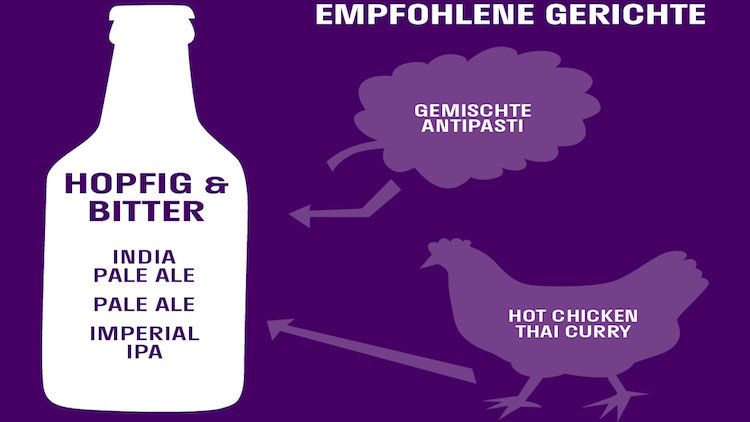 EMPFOHLENE GERICHTE
GEMISCHTE
ANTIPASTI
HOPFIG &
BITTER
INDIA
PALE ALE
PALE ALE
IMPERIAL
IPA
HOT CHICKEN
THAI CURRY